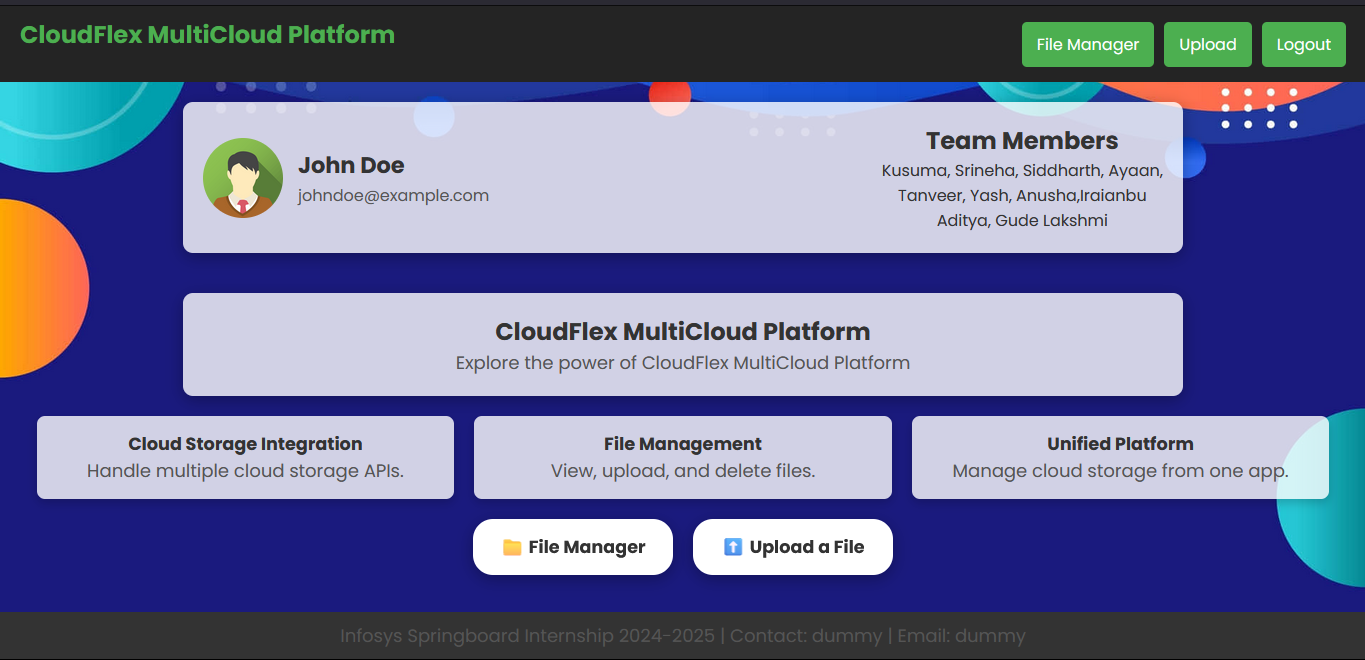 CloudFlex MultiCloud Platform
File Manager
Upload
Logout
John Doe
johndoe@example.com
Team Members
Kusuma, Srineha, Siddharth, Ayaan,
Tanveer, Yash, Anusha,Iraianbu
Aditya, Gude Lakshmi
CloudFlex MultiCloud Platform
Explore the power of CloudFlex MultiCloud Platform
Cloud Storage Integration
Handle multiple cloud storage APIs.
File Management
View, upload, and delete files.
Unified Platform
Manage cloud storage from one app.
File Manager
Upload a File
Infosys Springboard Internship 2024-2025 | Contact: dummy | Email: dummy